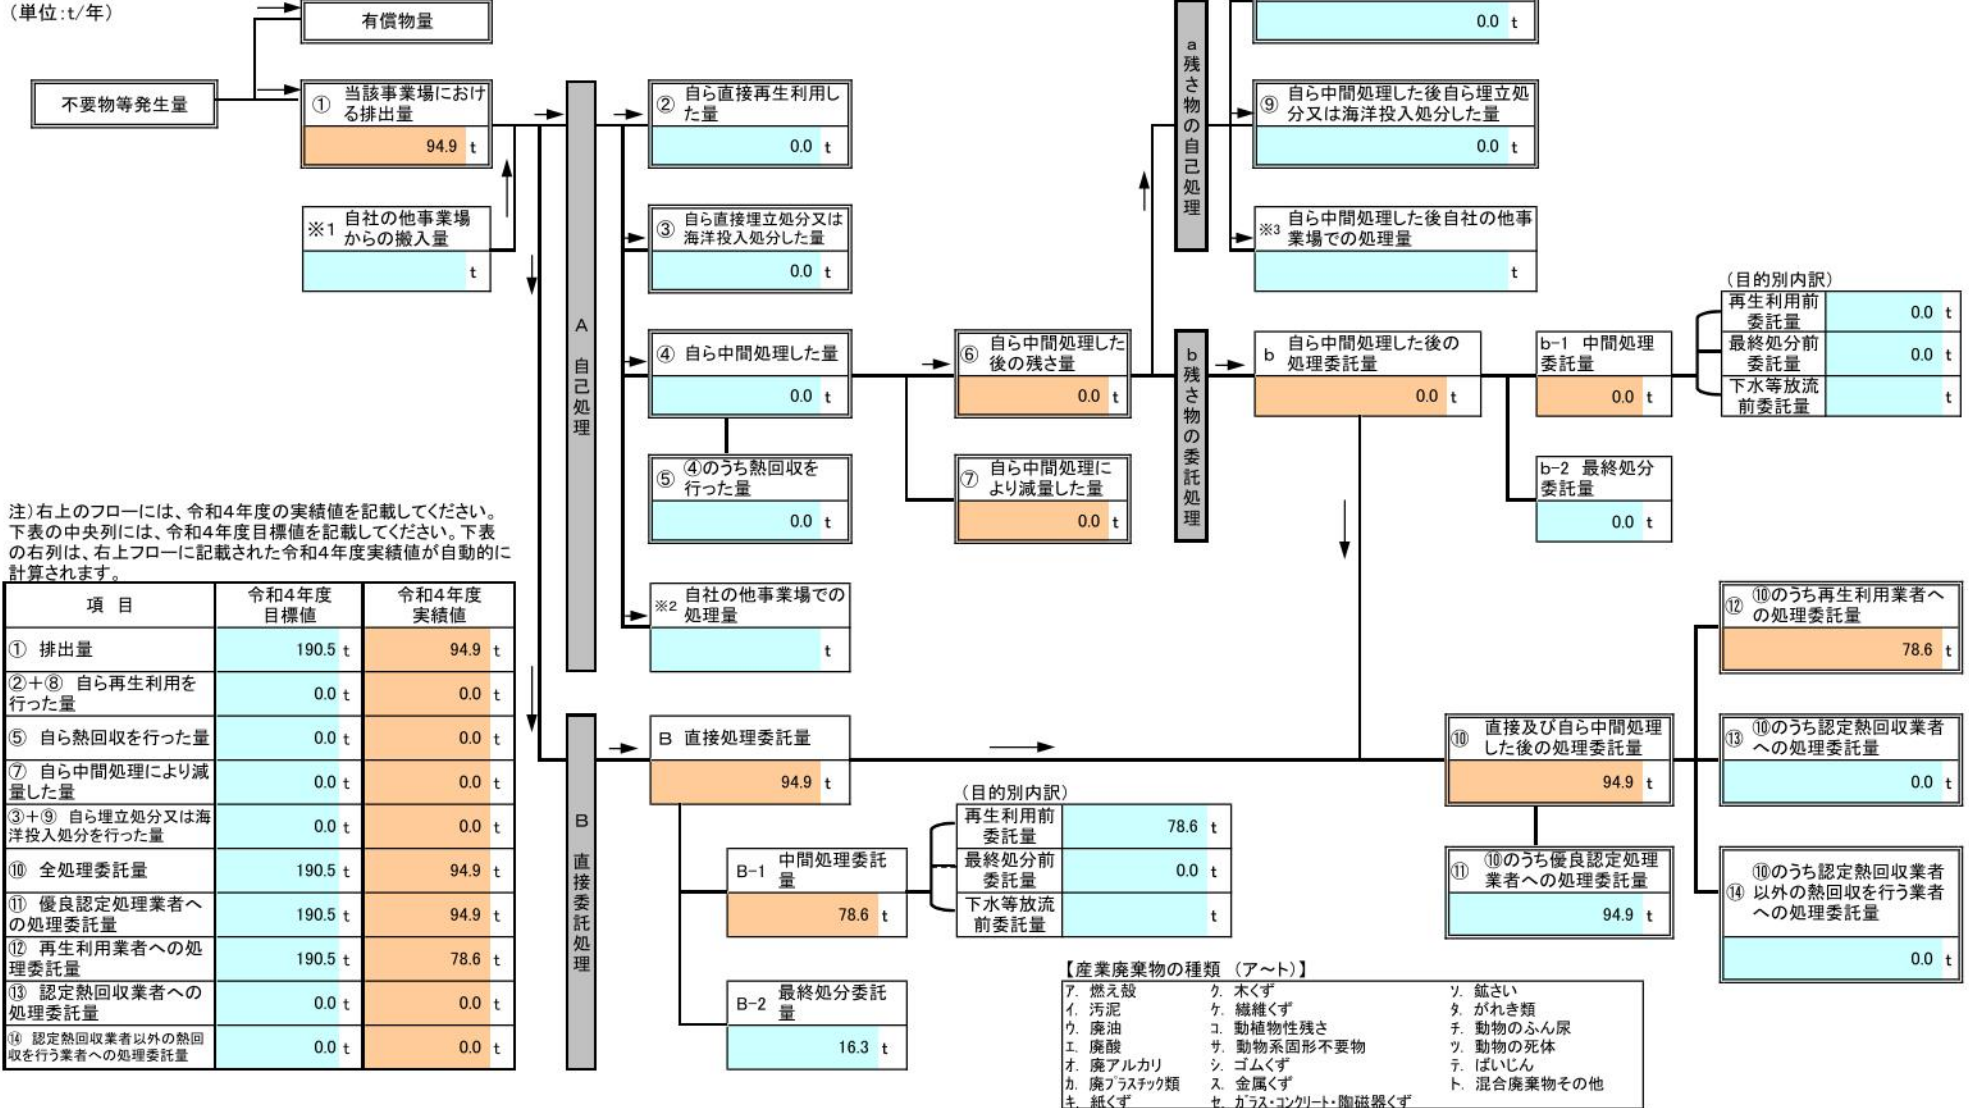 (単位:t/年)
有償物量
不要物等発生量
① 当該事業場におけ
る排出量
94.9 t
※1 自社の他事業場
からの搬入量
t
A 自己処理
② 自ら直接再生利用し
た量
0.0 t
③ 自ら直接埋立処分又は
海洋投入処分した量
0.0 t
④ 自ら中間処理した量
0.0 t
⑤ ④のうち熱回収を
行った量
0.0 t
※2 自社の他事業場での
処理量
t
⑥ 自ら中間処理した
後の残さ量
0.0 t
⑦ 自ら中間処理に
より減量した量
0.0 t
a残さ物の自己処理
0.0 t
⑨ 自ら中間処理した後自ら埋立処
分又は海洋投入処分した量
0.0 t
※3 自ら中間処理した後自社の他事
業場での処理量
t
b残さ物の委託処理
b 自ら中間処理した後の
処理委託量
0.0 t
b-1 中間処理
委託量
0.0 t
b-2 最終処分
委託量
0.0 t
(目的別内訳)
再生利用前
委託量
0.0 t
最終処分前
委託量
0.0 t
下水等放流
前委託量
t
注)右上のフローには、令和4年度の実績値を記載してください。
下表の中央列には、令和4年度目標値を記載してください。下表
の右列は、右上フローに記載された令和4年度実績値が自動的に
計算されます。
項 目 令和4年度 目標値 令和4年度 実績値
① 排出量 190.5 t 94.9 t
②+⑧ 自ら再生利用を
行った量 0.0 t 0.0 t
⑤ 自ら熱回収を行った量 0.0 t 0.0 t
⑦ 自ら中間処理により減
量した量 0.0 t 0.0 t
③+⑨ 自ら埋立処分又は海
洋投入処分を行った量 0.0 t 0.0 t
⑩ 全処理委託量 190.5 t 94.9 t
⑪ 優良認定処理業者へ
の処理委託量 190.5 t 94.9 t
⑫ 再生利用業者への処
理委託量 190.5 t 78.6 t
⑬ 認定熱回収業者への
処理委託量 0.0 t 0.0 t
⑭ 認定熱回収業者以外の熱回
収を行う業者への処理委託量 0.0 t 0.0 t
B 直接委託処理
B 直接処理委託量
94.9 t
B-1 中間処理委託
量
78.6 t
B-2 最終処分委託
量
16.3 t
(目的別内訳)
再生利用前
委託量
78.6 t
最終処分前
委託量
0.0 t
下水等放流
前委託量
t
⑩ 直接及び自ら中間処理
した後の処理委託量
94.9 t
⑪ ⑩のうち優良認定処理
業者への処理委託量
94.9 t
⑫ ⑩のうち再生利用業者へ
の処理委託量
78.6 t
⑬ ⑩のうち認定熱回収業者
への処理委託量
0.0 t
⑭ ⑩のうち認定熱回収業者
以外の熱回収を行う業者
への処理委託量
0.0 t
【産業廃棄物の種類 (ア～ト)】
ア. 燃え殻 ク. 木くず ソ. 鉱さい
イ. 汚泥 ケ. 繊維くず タ. がれき類
ウ. 廃油 コ. 動植物性残さ チ. 動物のふん尿
エ. 廃酸 サ. 動物系固形不要物 ツ. 動物の死体
オ. 廃アルカリ シ. ゴムくず テ. ばいじん
カ. 廃プラスチック類 ス. 金属くず ト. 混合廃棄物その他
キ. 紙くず セ. ガラス・コンクリート・陶磁器くず